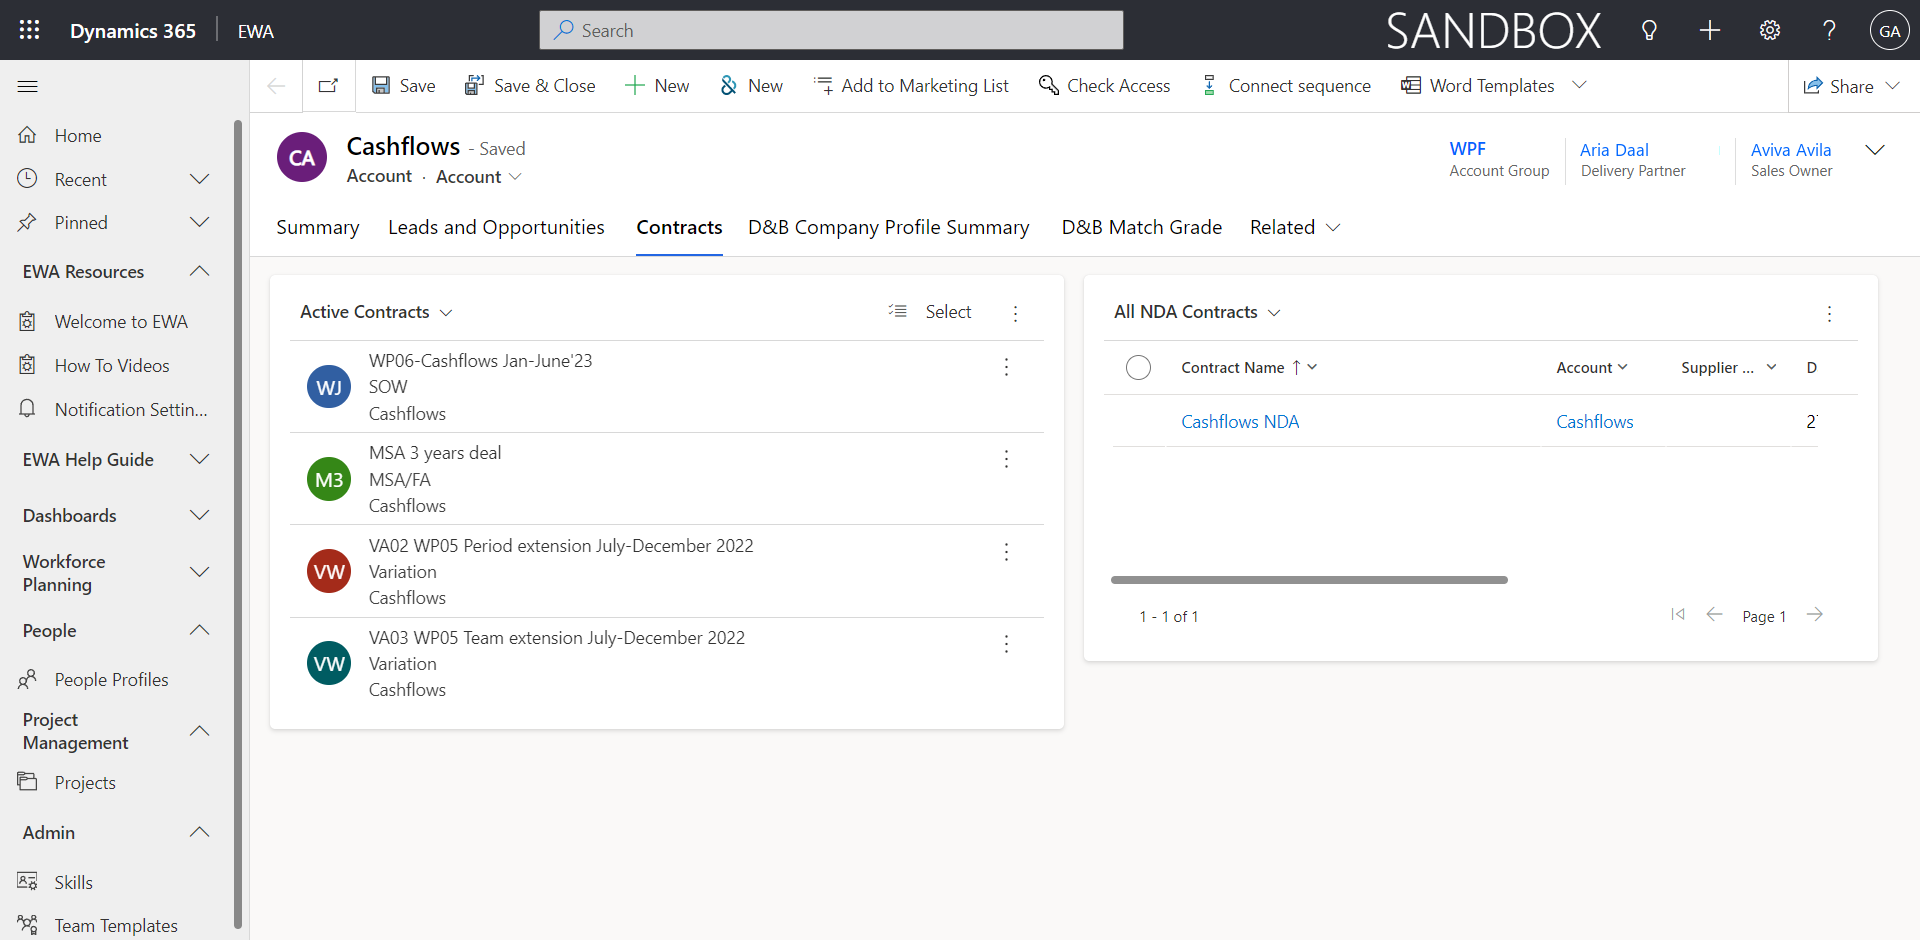 Dynamics 365
EWA
Search
SANDBOX
GA
Save
Save & Close
New
New
Add to Marketing List
Check Access
Connect sequence
Word Templates
Share
Home
Recent
Pinned
EWA Resources
Welcome to EWA
How To Videos
Notification Settin...
EWA Help Guide
Dashboards
Workforce
Planning
People
People Profiles
Project
Management
Projects
Admin
Skills
Team Templates
CA
Cashflows - Saved
Account · Account
WPF
Account Group
Aria Daal
Delivery Partner
Aviva Avila
Sales Owner
Summary
Leads and Opportunities
Contracts
D&B Company Profile Summary
D&B Match Grade
Related
Active Contracts
Select
WJ
WP06-Cashflows Jan-June'23
SOW
Cashflows
M3
MSA 3 years deal
MSA/FA
Cashflows
VW
VA02 WP05 Period extension July-December 2022
Variation
Cashflows
VW
VA03 WP05 Team extension July-December 2022
Variation
Cashflows
All NDA Contracts
Contract Name ↑
Account
Supplier ...
D
Cashflows NDA
Cashflows
1 - 1 of 1
Page 1